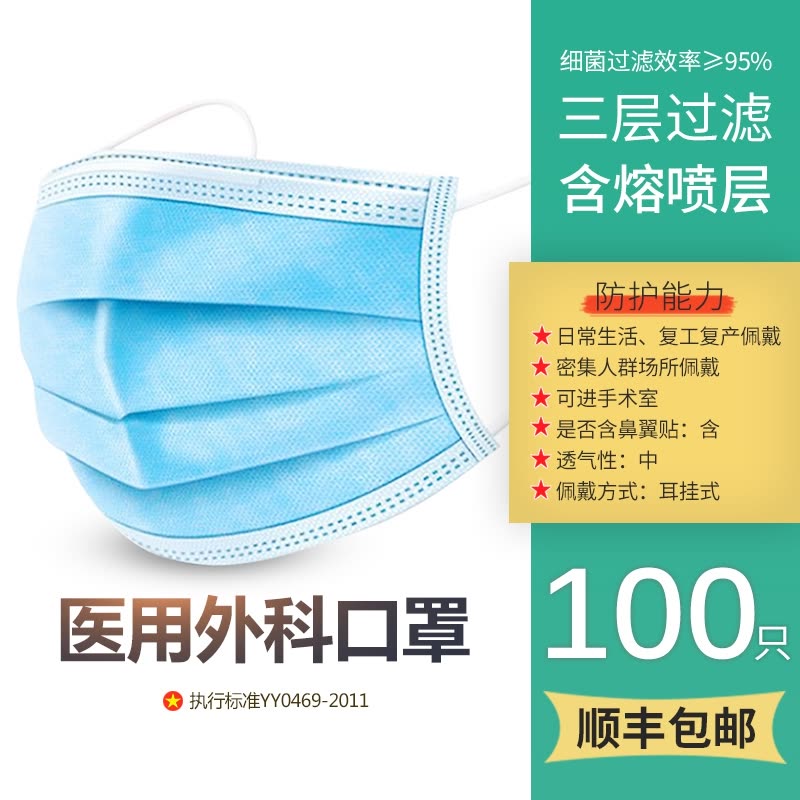 细菌过滤效率≥95%
三层过滤
含熔喷层
防护能力
日常生活、复工复产佩戴
密集人群场所佩戴
可进手术室
是否含鼻翼贴：含
透气性：中
佩戴方式：耳挂式
医用外科口罩
执行标准YY0469-2011
100只
顺丰包邮